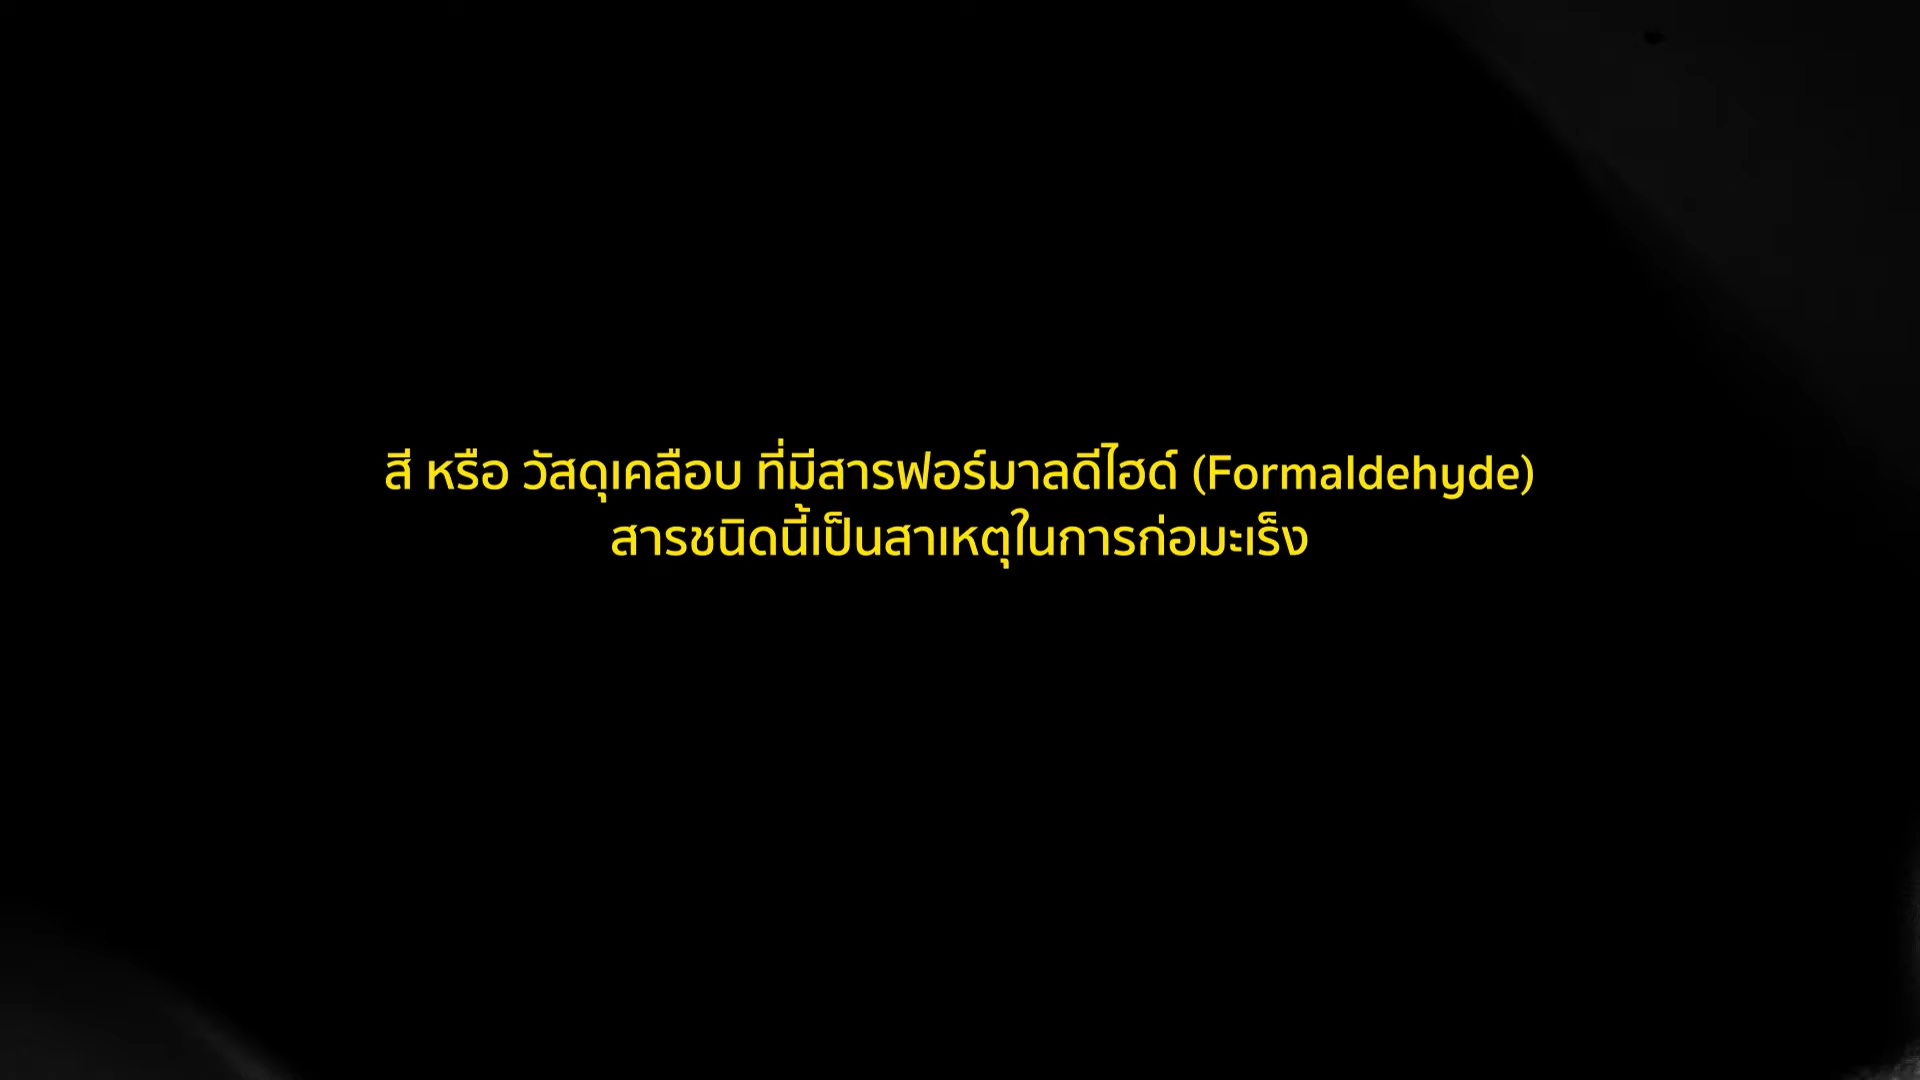 สี หรือ วัสดุเคลือบ ที่มีสารฟอร์มาลดีไฮด์ (Formaldehyde)
สารชนิดนี้เป็นสาเหตุในการก่อมะเร็ง